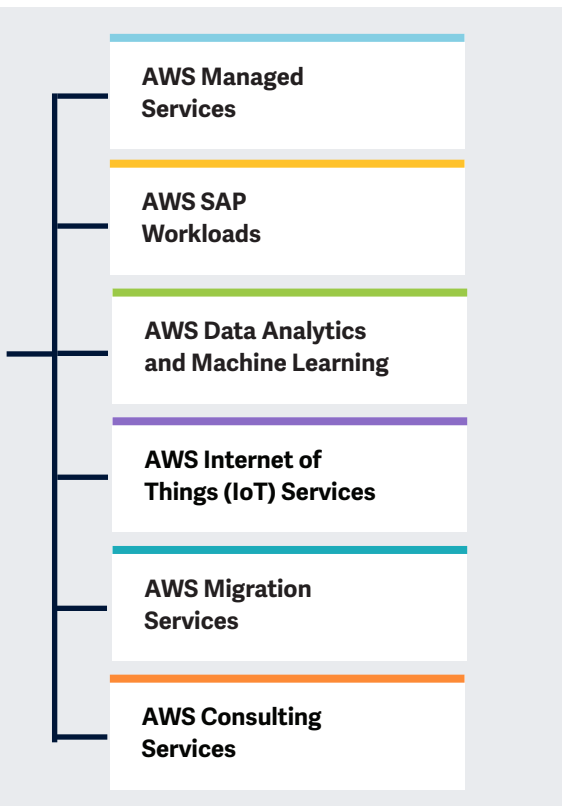 AWS Managed
Services
AWS SAP
Workloads
AWS Data Analytics
and Machine Learning
AWS Internet of
Things (IoT) Services
AWS Migration
Services
AWS Consulting
Services